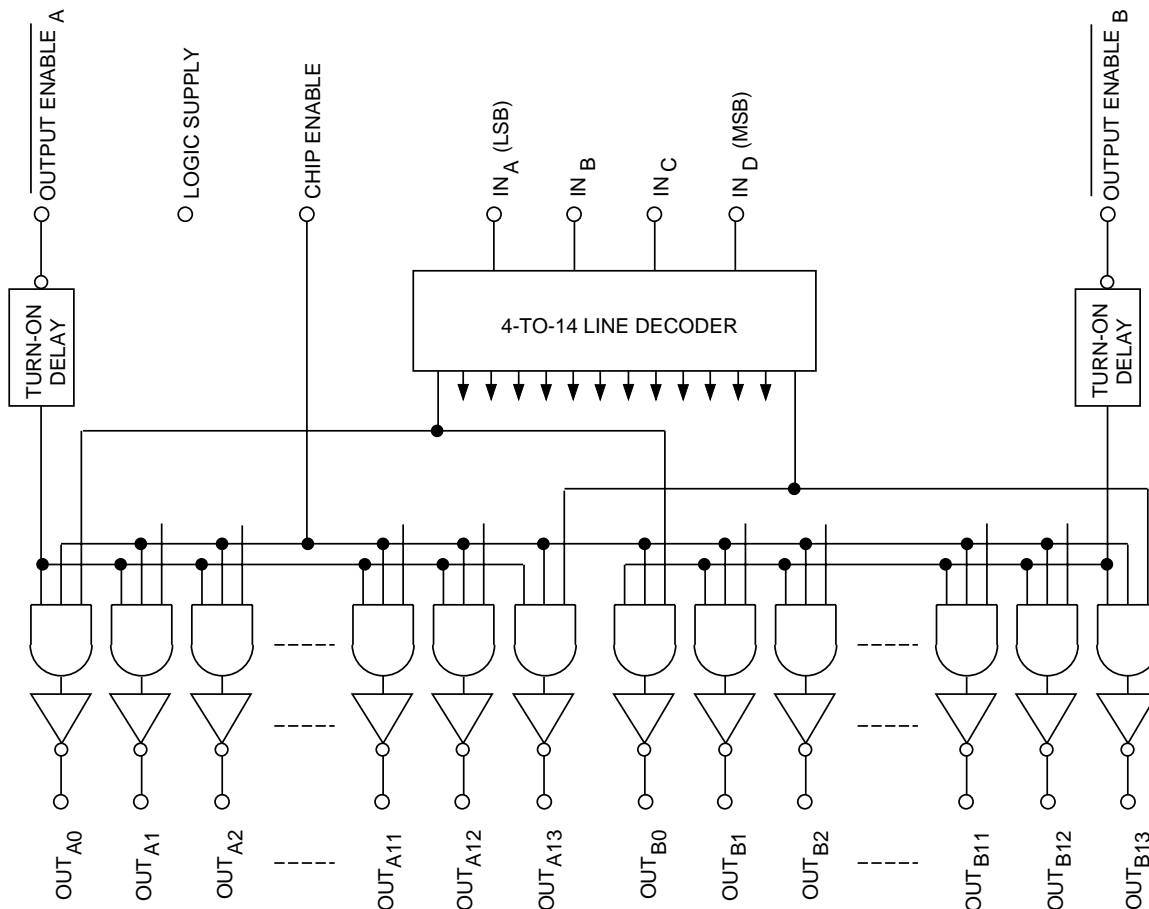 OUTPUT ENABLE A
LOGIC SUPPLY
CHIP ENABLE
IN A (LSB)
IN B
IN C
IN D (MSB)
OUTPUT ENABLE B
TURN-ON
DELAY
4-TO-14 LINE DECODER
TURN-ON
DELAY
OUT A0
OUT A1
OUT A2
OUT A11
OUT A12
OUT A13
OUT B0
OUT B1
OUT B2
OUT B11
OUT B12
OUT B13